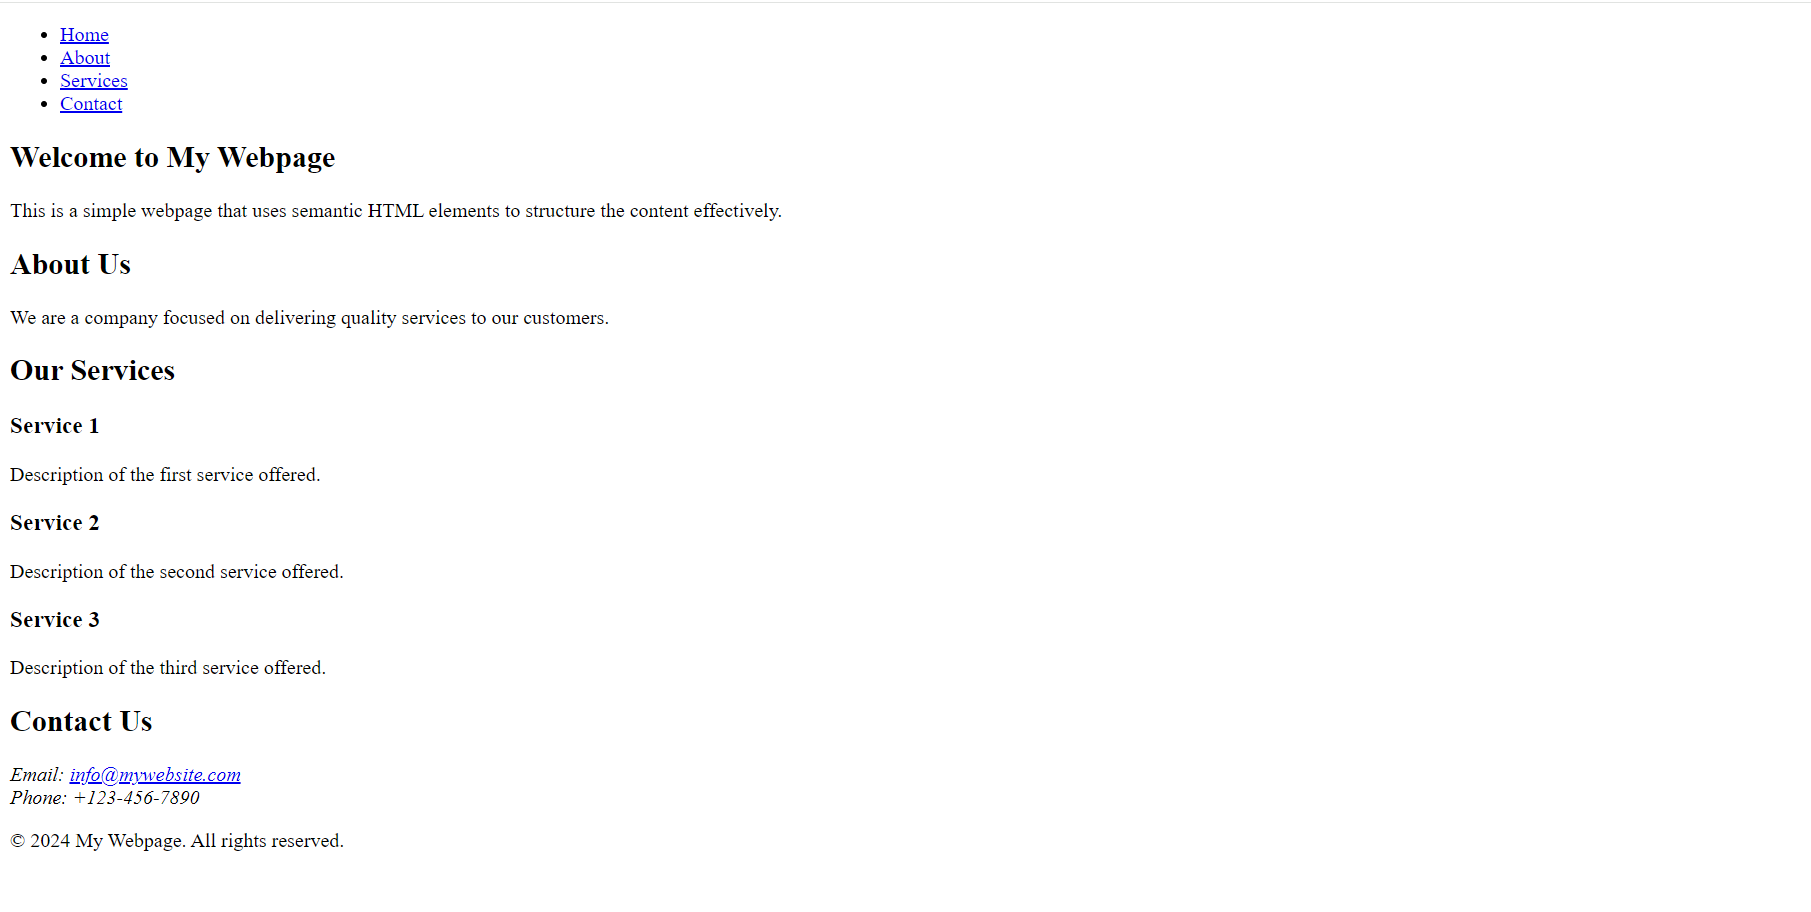 Home
About
Services
Contact
Welcome to My Webpage
This is a simple webpage that uses semantic HTML elements to structure the content effectively.
About Us
We are a company focused on delivering quality services to our customers.
Our Services
Service 1
Description of the first service offered.
Service 2
Description of the second service offered.
Service 3
Description of the third service offered.
Contact Us
Email: info@mywebsite.com
Phone: +123-456-7890
© 2024 My Webpage. All rights reserved.